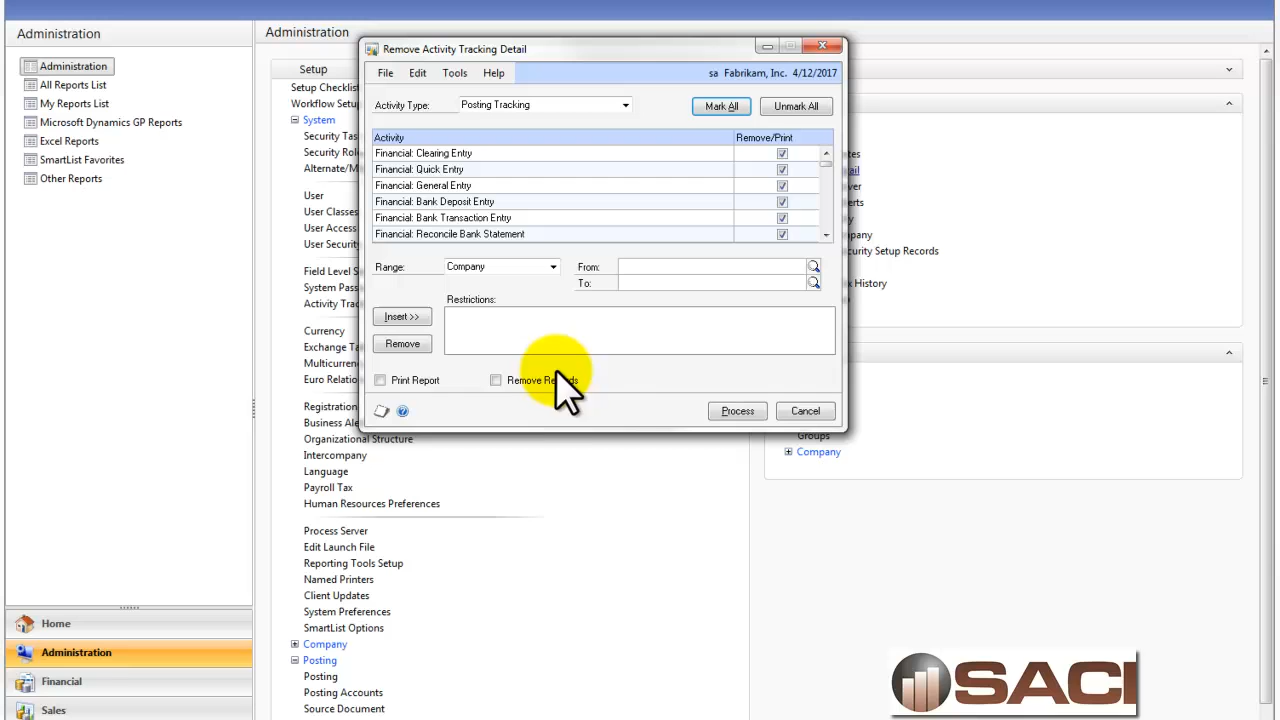 Administration
Administration
All Reports List
My Reports List
Microsoft Dynamics GP Reports
Excel Reports
SmartList Favorites
Other Reports
Home
Administration
Financial
Sales
Administration
Setup
Setup Checklist
Workflow Setup
System
Security Tas
Security Rol
Alternate/M
User
User Classes
User Access
User Securit
Field Level S
System Pass
Activity Trac
Currency
Exchange Ta
Multicurren
Euro Relatio
Registration
Business Ale
Organizational Structure
Intercompany
Language
Payroll Tax
Human Resources Preferences
Process Server
Edit Launch File
Reporting Tools Setup
Named Printers
Client Updates
System Preferences
SmartList Options
Company
Posting
Posting
Posting Accounts
Source Document
Remove Activity Tracking Detail
File Edit Tools Help sa Fabrikam, Inc. 4/12/2017
Activity Type: Posting Tracking Mark All Unmark All
Activity Remove/Print
Financial: Clearing Entry
Financial: Quick Entry
Financial: General Entry
Financial: Bank Deposit Entry
Financial: Bank Transaction Entry
Financial: Reconcile Bank Statement
Range: Company From:
To:
Restrictions:
Insert >>
Remove
Print Report Remove Records
Process Cancel
ates
ail
ver
erts
y
pany
curity Setup Records
x History
Groups
Company
SACI